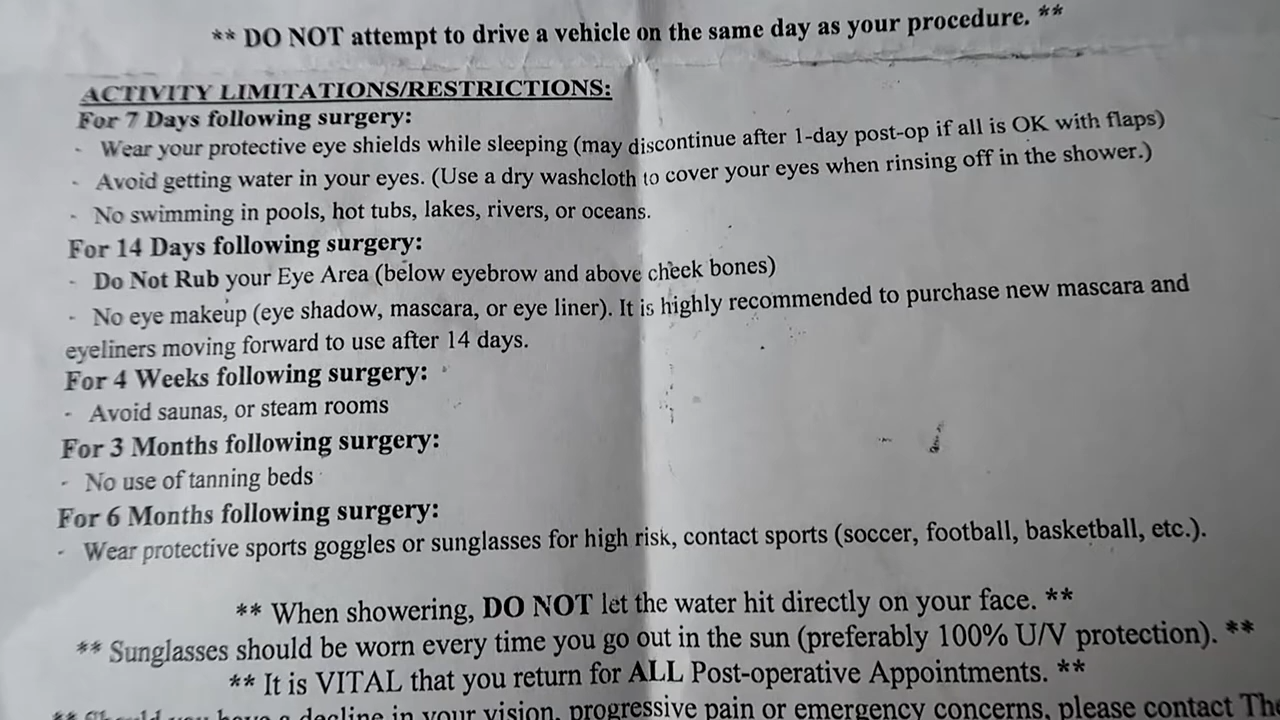 ** DO NOT attempt to drive a vehicle on the same day as your procedure. **
ACTIVITY LIMITATIONS/RESTRICTIONS:
For 7 Days following surgery:
- Wear your protective eye shields while sleeping (may discontinue after 1-day post-op if all is OK with flaps)
- Avoid getting water in your eyes. (Use a dry washcloth to cover your eyes when rinsing off in the shower.)
- No swimming in pools, hot tubs, lakes, rivers, or oceans.
For 14 Days following surgery:
- Do Not Rub your Eye Area (below eyebrow and above cheek bones)
- No eye makeup (eye shadow, mascara, or eye liner). It is highly recommended to purchase new mascara and
eyeliners moving forward to use after 14 days.
For 4 Weeks following surgery:
- Avoid saunas, or steam rooms
For 3 Months following surgery:
- No use of tanning beds
For 6 Months following surgery:
- Wear protective sports goggles or sunglasses for high risk, contact sports (soccer, football, basketball, etc.).
** When showering, DO NOT let the water hit directly on your face. **
** Sunglasses should be worn every time you go out in the sun (preferably 100% U/V protection). **
** It is VITAL that you return for ALL Post-operative Appointments. **
** Should you have a decline in your vision, progressive pain or emergency concerns, please contact